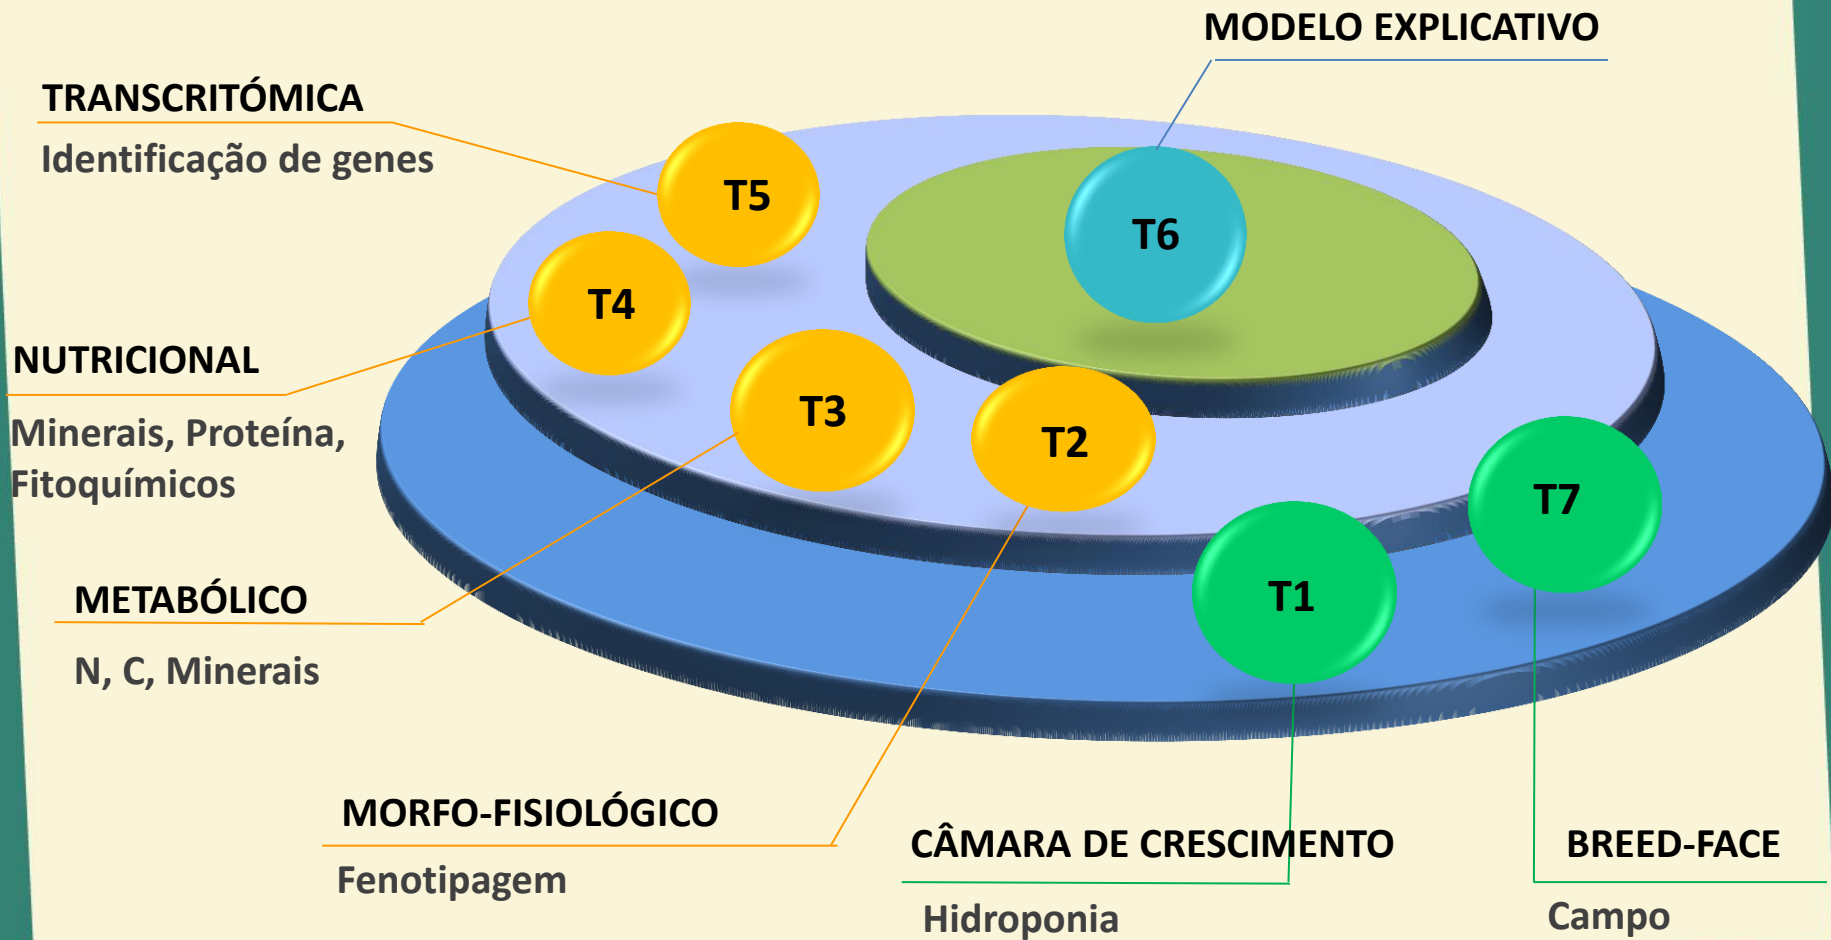 MODELO EXPLICATIVO
TRANSCRITÓMICA
Identificação de genes
T5
T6
T4
NUTRICIONAL
Minerais, Proteína,
Fitoquímicos
T3
T2
T7
METABÓLICO
N, C, Minerais
T1
MORFO-FISIOLÓGICO
Fenotipagem
CÂMARA DE CRESCIMENTO
Hidroponia
BREED-FACE
Campo